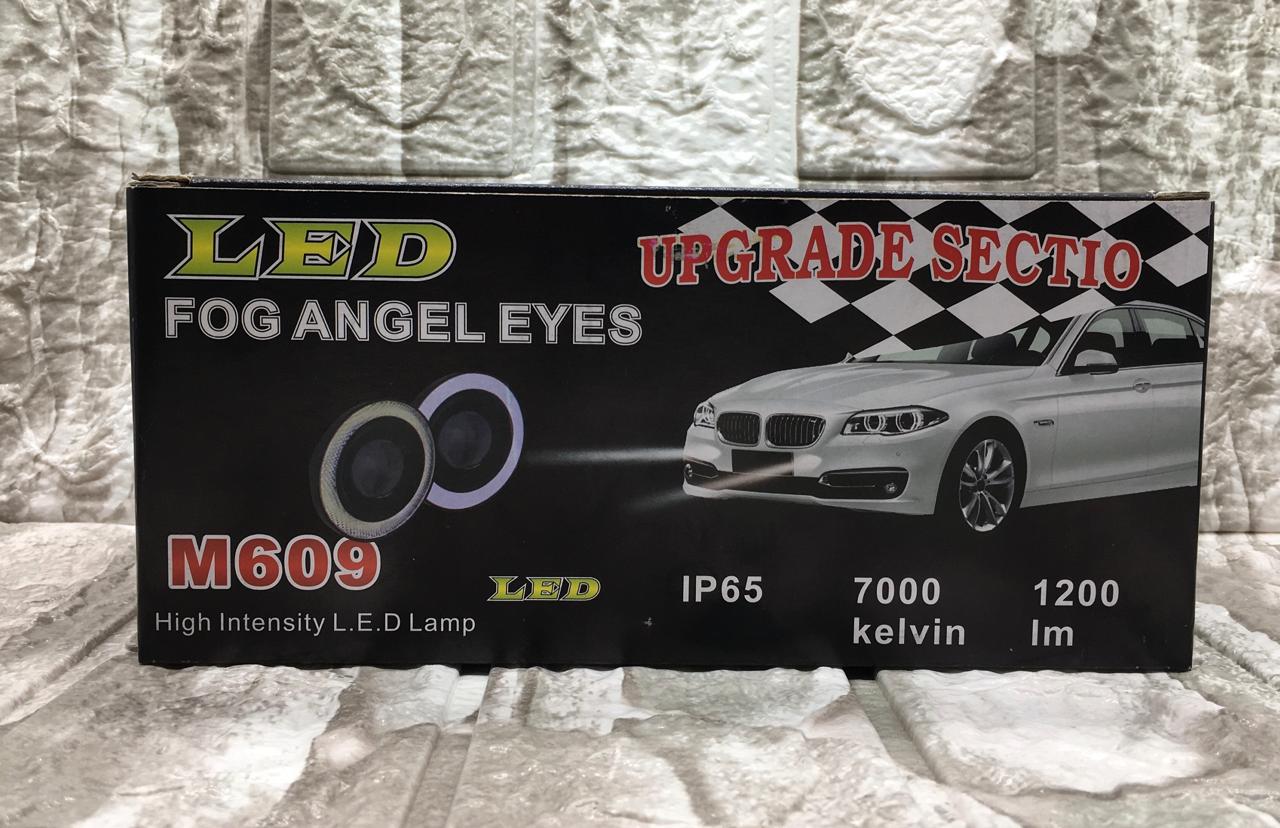 LED
UPGRADE SECTIO
FOG ANGEL EYES
M609
High Intensity L.E.D Lamp
LED
IP65
7000
kelvin
1200
lm